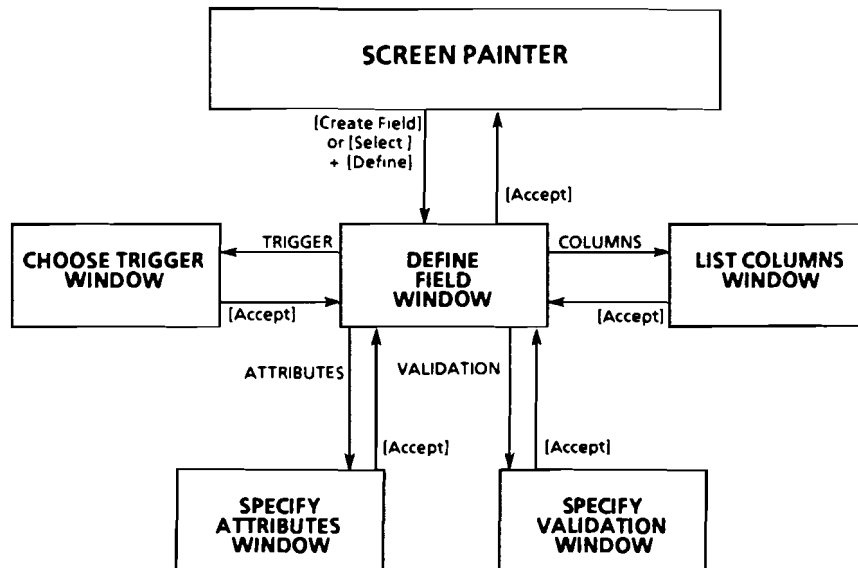 SCREEN PAINTER
[Create Field]
or [Select]
+ [Define]
[Accept]
CHOOSE TRIGGER
WINDOW
TRIGGER
[Accept]
DEFINE
FIELD
WINDOW
COLUMNS
[Accept]
LIST COLUMNS
WINDOW
ATTRIBUTES
[Accept]
VALIDATION
[Accept]
SPECIFY
ATTRIBUTES
WINDOW
SPECIFY
VALIDATION
WINDOW